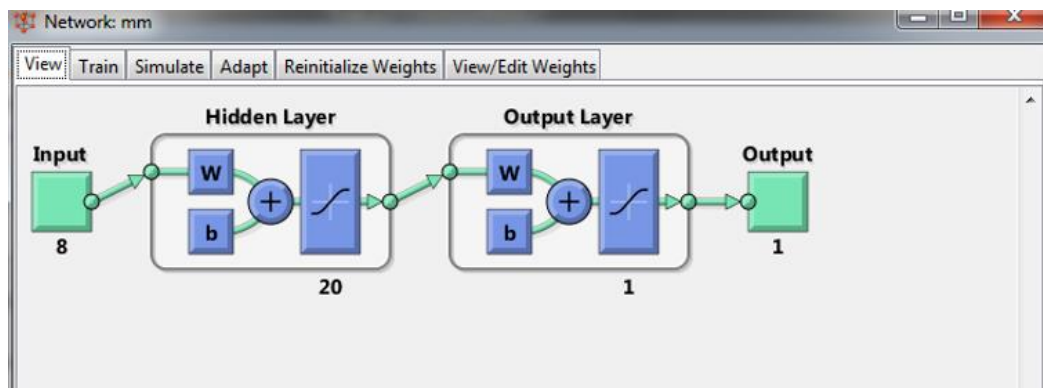 Network: mm
View Train Simulate Adapt Reinitialize Weights View/Edit Weights
Hidden Layer Output Layer
Input Output
W W
b b
8 20 1 1